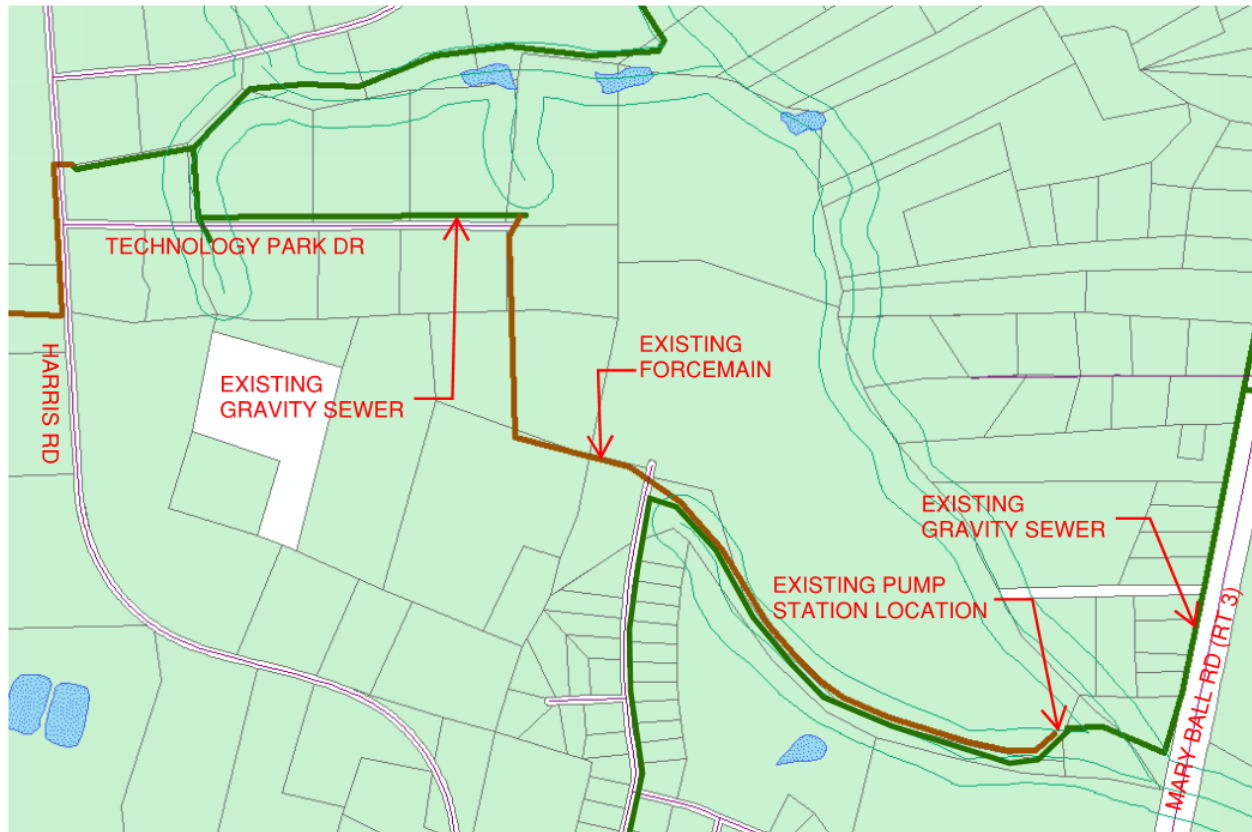 TECHNOLOGY PARK DR
HARRIS RD
EXISTING
GRAVITY SEWER
EXISTING
FORCEMAIN
EXISTING
GRAVITY SEWER
EXISTING PUMP
STATION LOCATION
MARY BALL RD (RT 3)